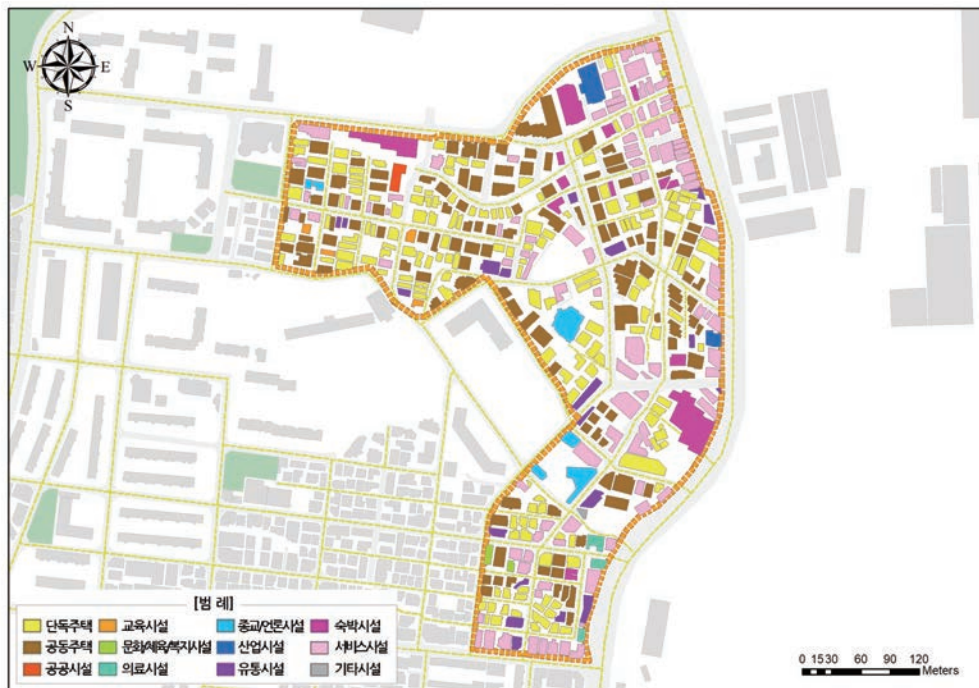 N
W E
S
[범 례]
단독주택 교육시설 종교/언론시설 숙박시설
공동주택 문화/체육/복지시설 산업시설 서비스시설
공공시설 의료시설 유통시설 기타시설
0 1530 60 90 120
Meters